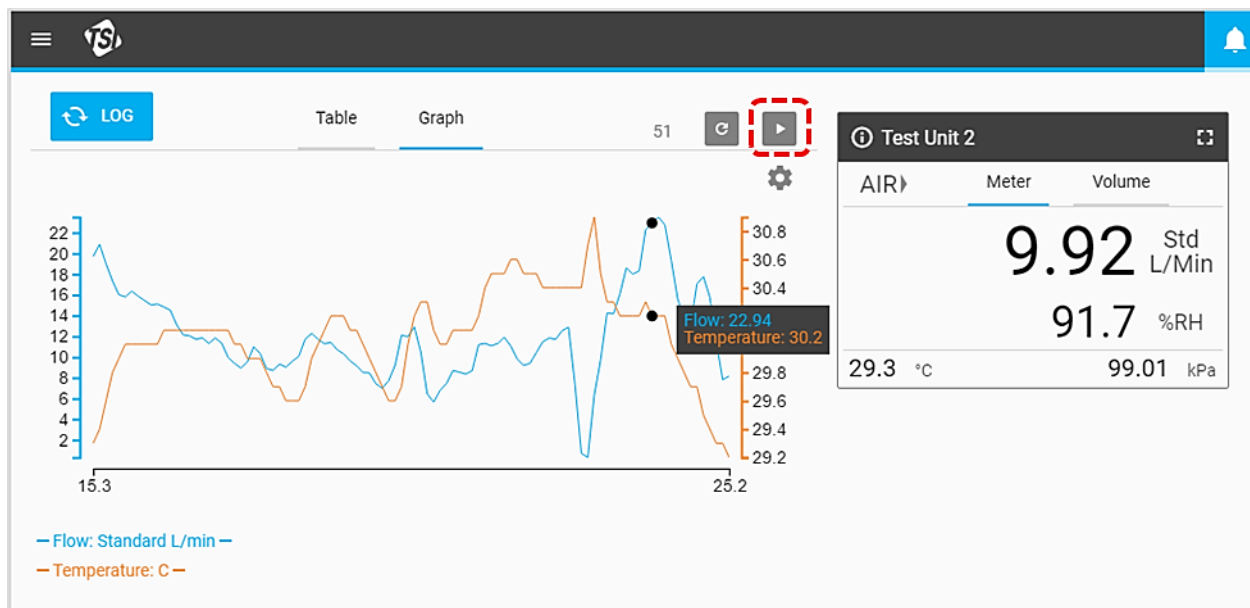 TSI
LOG
Table
Graph
51
Test Unit 2
AIR
Meter
Volume
9.92 Std L/Min
91.7 %RH
29.3 °C
99.01 kPa
22
20
18
16
14
12
10
8
6
4
2
30.8
30.6
30.4
29.8
29.6
29.4
29.2
Flow: 22.94
Temperature: 30.2
15.3
25.2
Flow: Standard L/min
Temperature: C